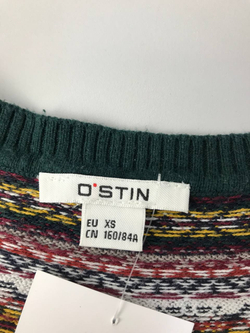 O'STIN
EU XS
CN 160/84A